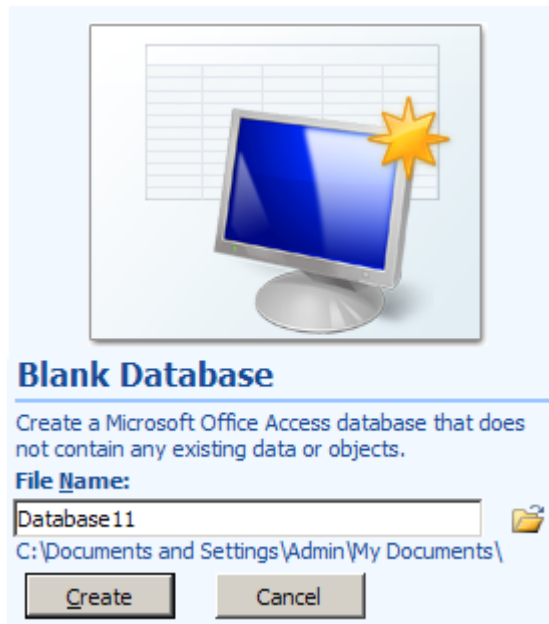 Blank Database
Create a Microsoft Office Access database that does
not contain any existing data or objects.
File Name:
Database11
C:\Documents and Settings\Admin\My Documents\
Create Cancel